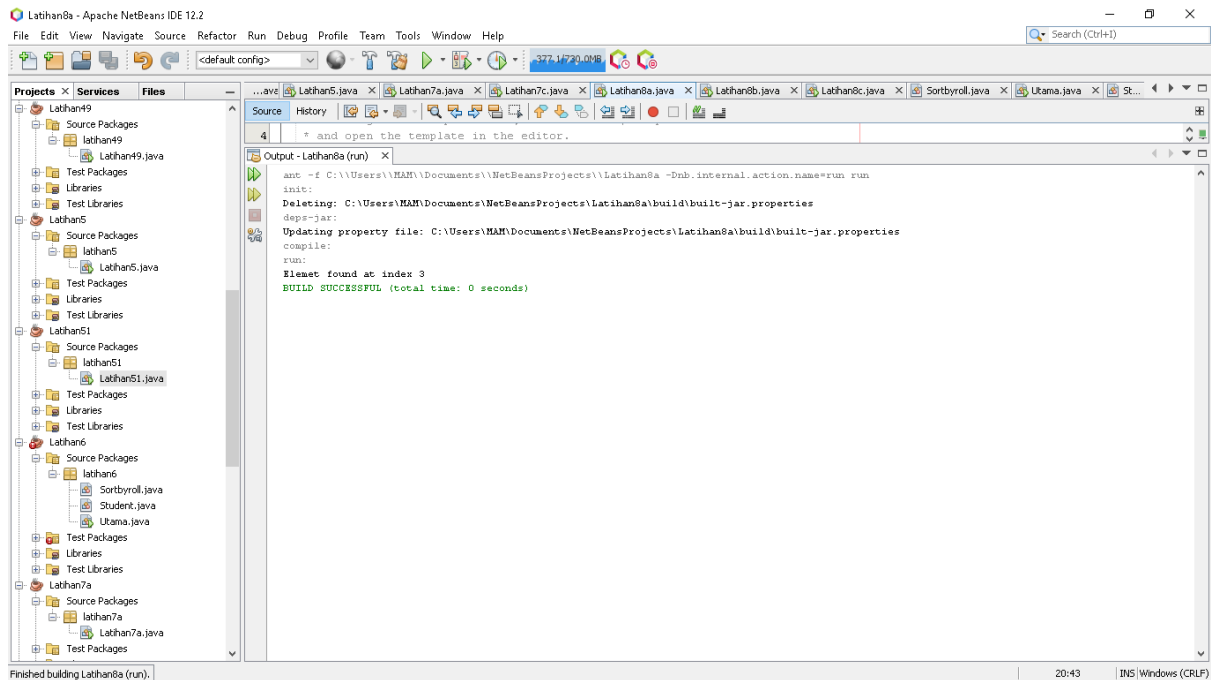 Latihan8a - Apache NetBeans IDE 12.2
File Edit View Navigate Source Refactor Run Debug Profile Team Tools Window Help
Search (Ctrl+I)
<default config>
377.1/730.0MB
Projects Services Files
...ava Latihan5.java Latihan7a.java Latihan7c.java Latihan8a.java Latihan8b.java Latihan8c.java Sortbyroll.java Utama.java St...
Source History
4 * and open the template in the editor.
Output - Latihan8a (run)
ant -f C:\\Users\\MAM\\Documents\\NetBeansProjects\\Latihan8a -Dnb.internal.action.name=run run
init:
Deleting: C:\Users\MAM\Documents\NetBeansProjects\Latihan8a\build\built-jar.properties
deps-jar:
Updating property file: C:\Users\MAM\Documents\NetBeansProjects\Latihan8a\build\built-jar.properties
compile:
run:
Elemet found at index 3
BUILD SUCCESSFUL (total time: 0 seconds)
Latihan49
Source Packages
latihan49
Latihan49.java
Test Packages
Libraries
Test Libraries
Latihan5
Source Packages
latihan5
Latihan5.java
Test Packages
Libraries
Test Libraries
Latihan51
Source Packages
latihan51
Latihan51.java
Test Packages
Libraries
Test Libraries
Latihan6
Source Packages
latihan6
Sortbyroll.java
Student.java
Utama.java
Test Packages
Libraries
Test Libraries
Latihan7a
Source Packages
latihan7a
Latihan7a.java
Test Packages
Finished building Latihan8a (run).
20:43 INS Windows (CRLF)